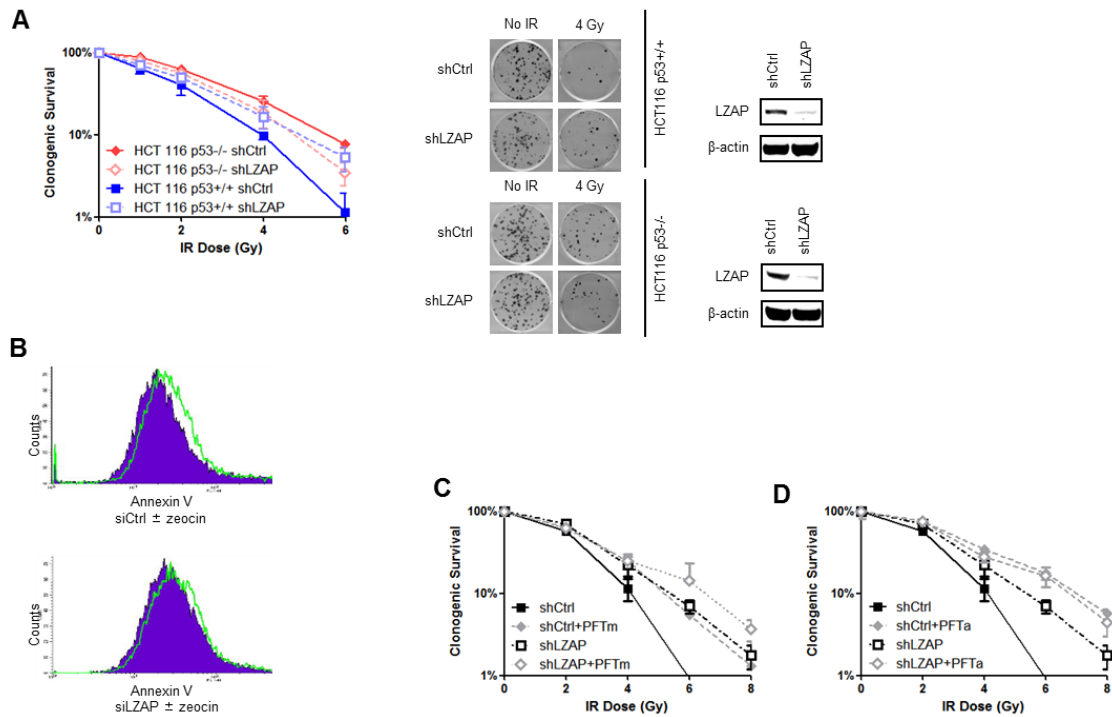 A
No IR
4 Gy
100%
10%
1%
Clonogenic Survival
HCT 116 p53-/- shCtrl
HCT 116 p53-/- shLZAP
HCT 116 p53+/+ shCtrl
HCT 116 p53+/+ shLZAP
0 2 4 6
IR Dose (Gy)
shCtrl
shLZAP
HCT116 p53+/+
shCtrl
shLZAP
LZAP
β-actin
No IR
4 Gy
shCtrl
shLZAP
HCT116 p53-/-
shCtrl
shLZAP
LZAP
β-actin
B
Counts
Annexin V
siCtrl ± zeocin
Counts
Annexin V
siLZAP ± zeocin
C
100%
10%
1%
Clonogenic Survival
shCtrl
shCtrl+PFTm
shLZAP
shLZAP+PFTm
0 2 4 6 8
IR Dose (Gy)
D
100%
10%
1%
Clonogenic Survival
shCtrl
shCtrl+PFTa
shLZAP
shLZAP+PFTa
0 2 4 6 8
IR Dose (Gy)